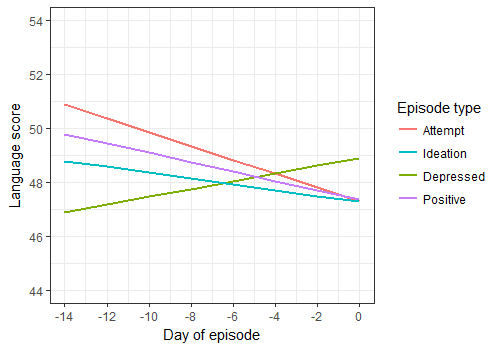 54
52
50
48
46
44
Language score
-14 -12 -10 -8 -6 -4 -2 0
Day of episode
Episode type
Attempt
Ideation
Depressed
Positive